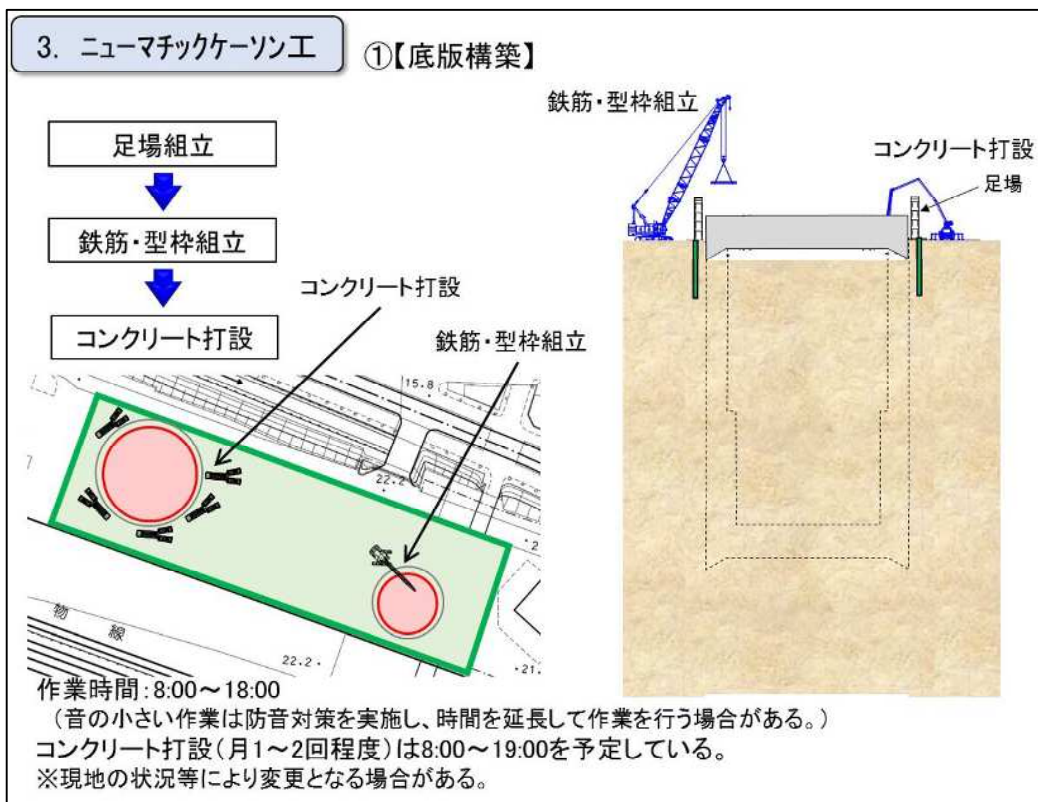 3. ニューマチックケーソン工
①【底版構築】
足場組立
鉄筋・型枠組立
コンクリート打設
コンクリート打設
鉄筋・型枠組立
15.8
22.2
物線
22.2
21.
鉄筋・型枠組立
コンクリート打設
足場
作業時間:8:00～18:00
（音の小さい作業は防音対策を実施し、時間を延長して作業を行う場合がある。）
コンクリート打設(月1～2回程度)は8:00～19:00を予定している。
※現地の状況等により変更となる場合がある。